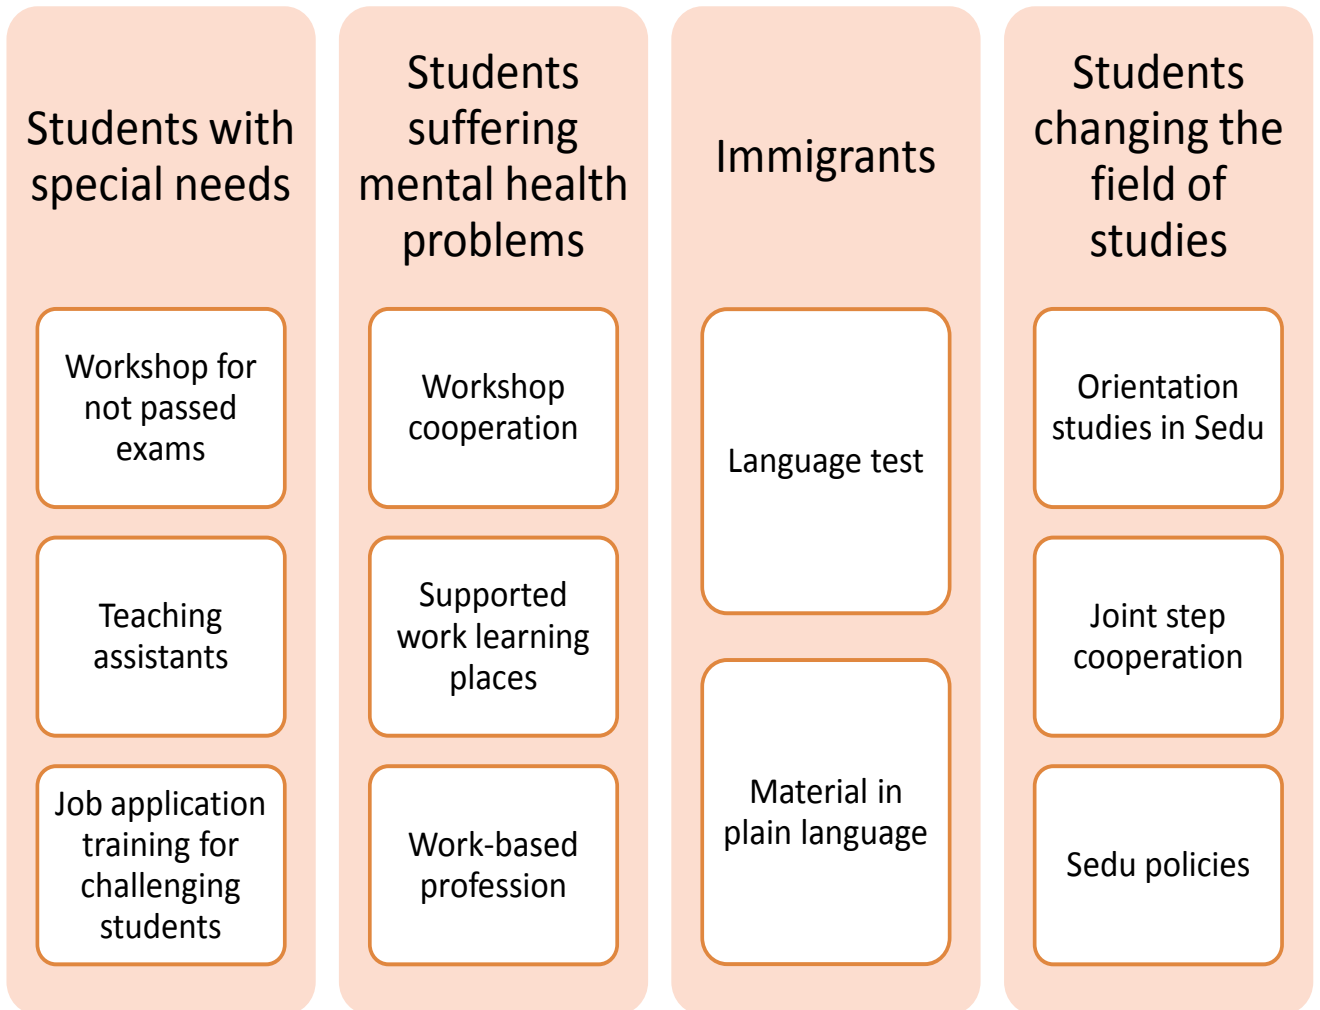 Students with
special needs
Workshop for
not passed
exams
Teaching
assistants
Job application
training for
challenging
students
Students
suffering
mental health
problems
Workshop
cooperation
Supported
work learning
places
Work-based
profession
Immigrants
Language test
Material in
plain language
Students
changing the
field of
studies
Orientation
studies in Sedu
Joint step
cooperation
Sedu policies